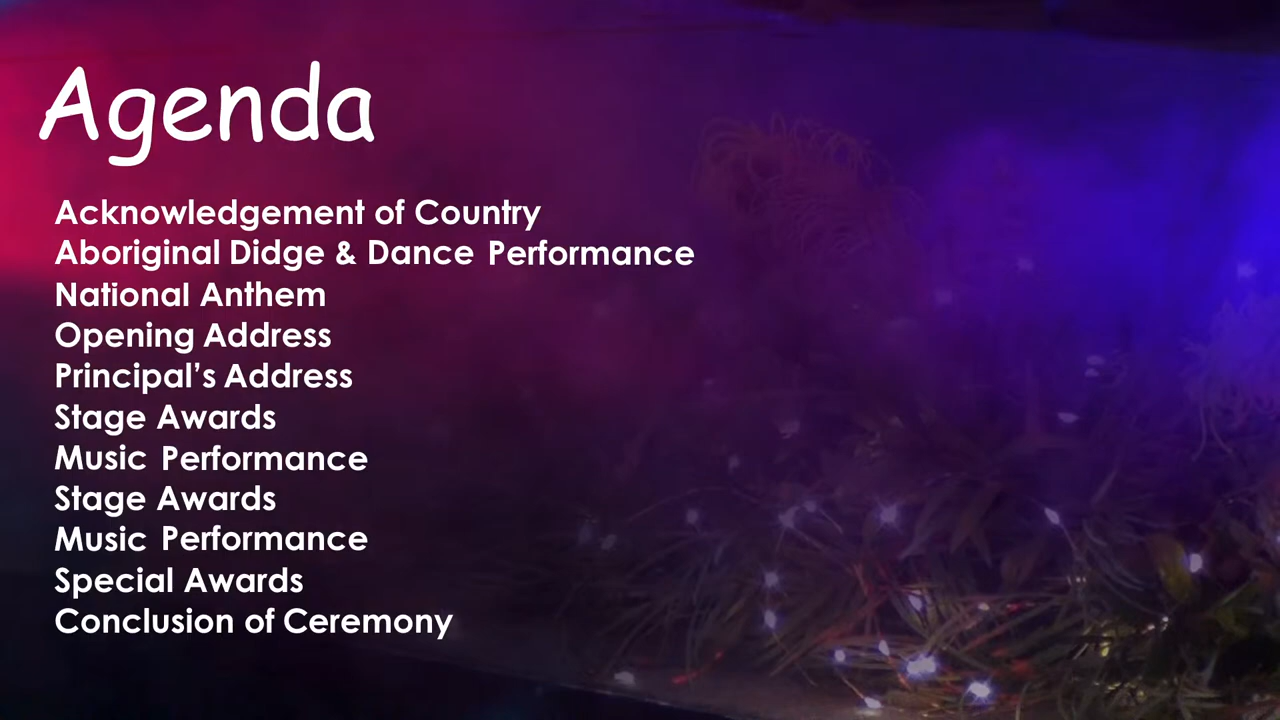 Agenda
Acknowledgement of Country
Aboriginal Didge & Dance Performance
National Anthem
Opening Address
Principal’s Address
Stage Awards
Music Performance
Stage Awards
Music Performance
Special Awards
Conclusion of Ceremony